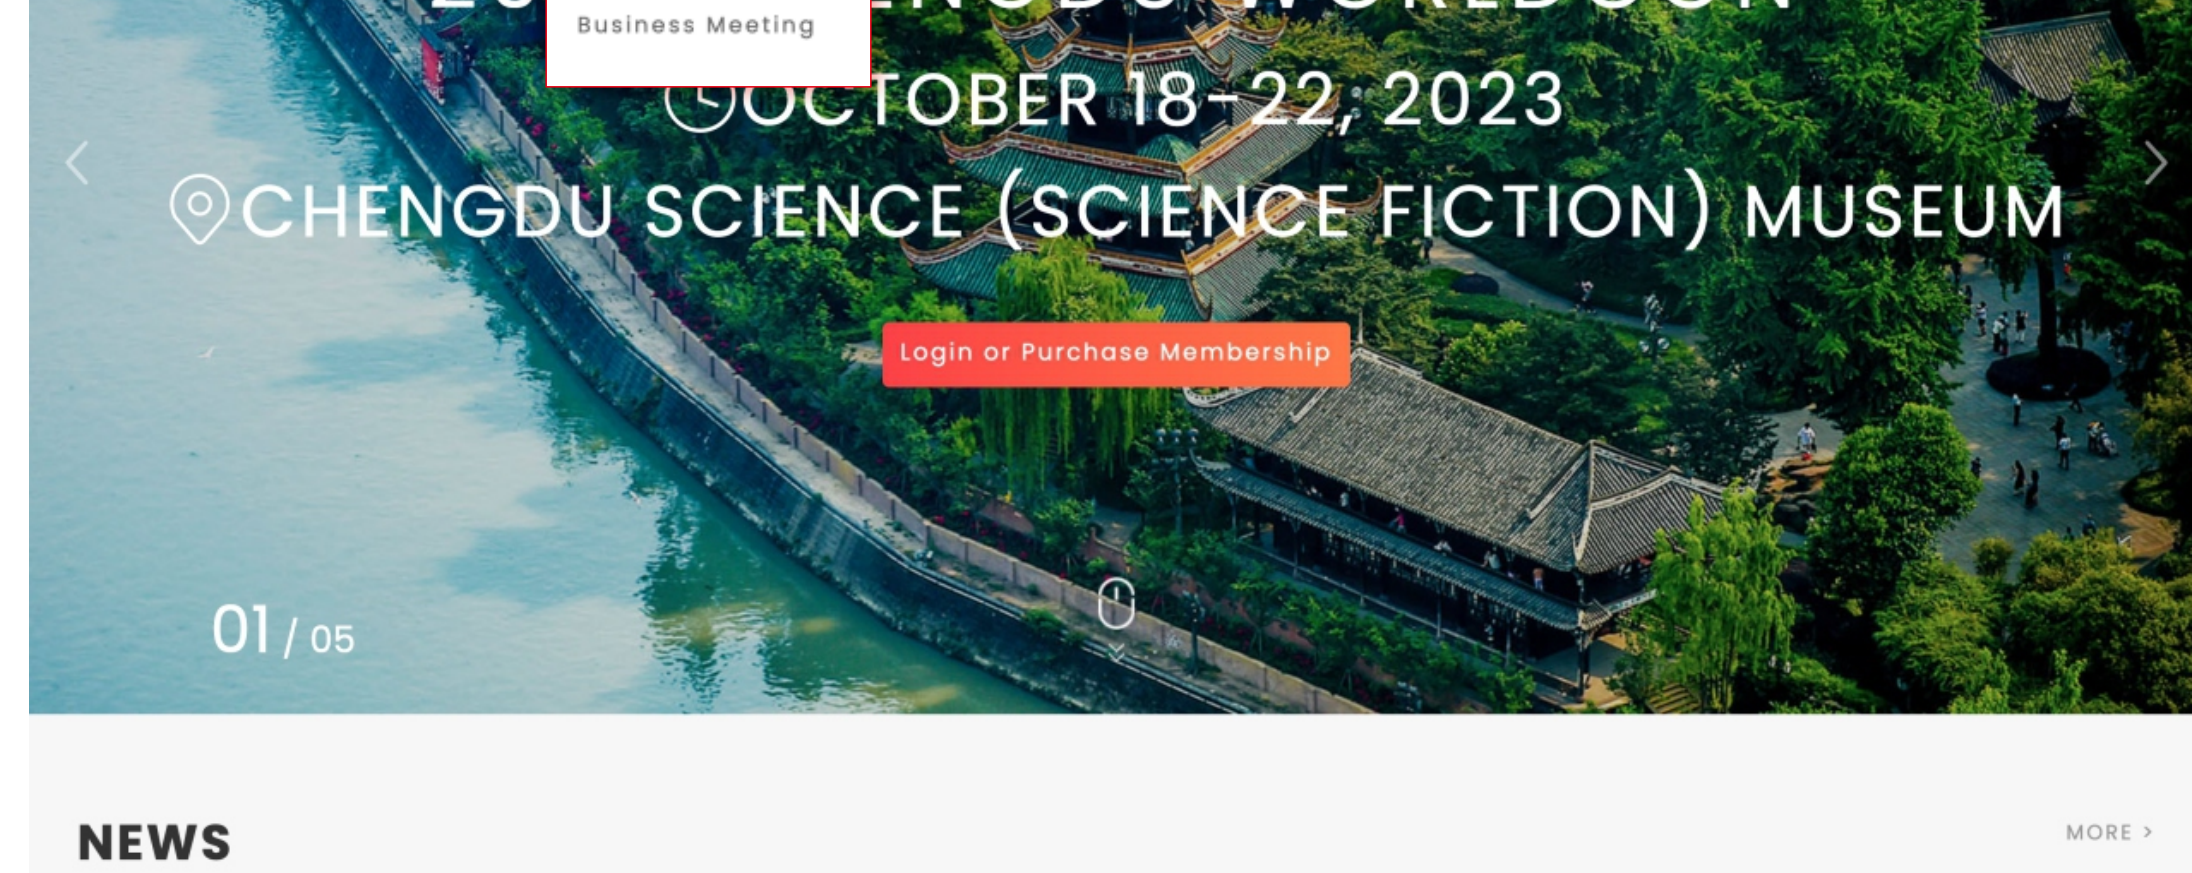 Business Meeting
OCTOBER 18-22, 2023
CHENGDU SCIENCE (SCIENCE FICTION) MUSEUM
Login or Purchase Membership
01 / 05
NEWS
MORE >